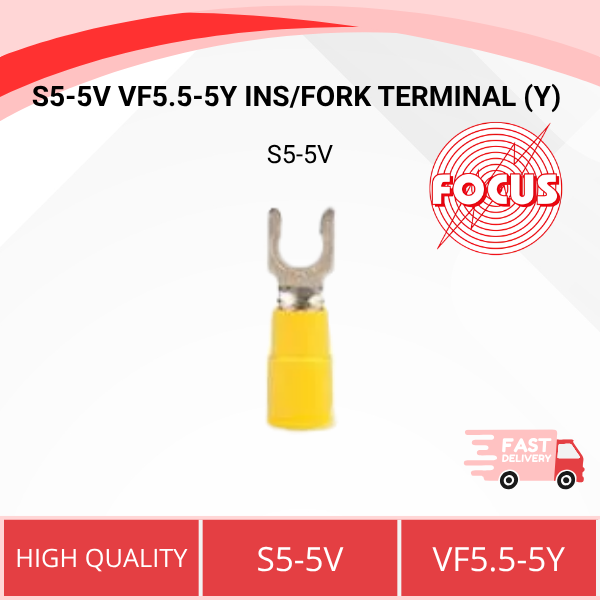 S5-5V VF5.5-5Y INS/FORK TERMINAL (Y)
S5-5V
FOCUS
FAST
DELIVERY
HIGH QUALITY
S5-5V
VF5.5-5Y